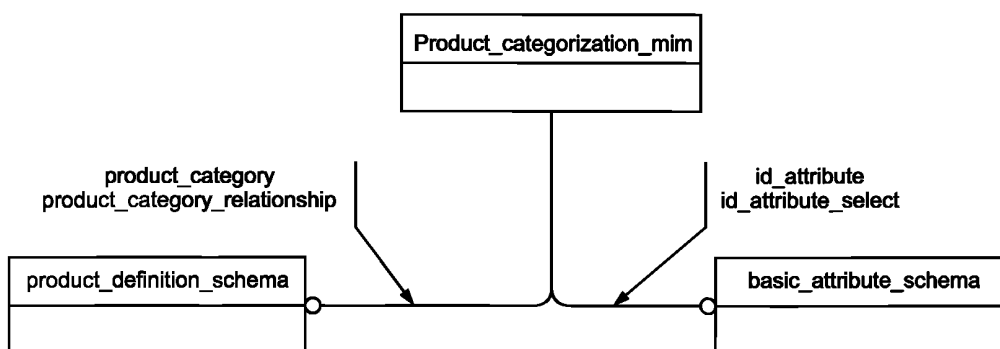 Product_categorization_mim
product_category
product_category_relationship
id_attribute
id_attribute_select
product_definition_schema
basic_attribute_schema